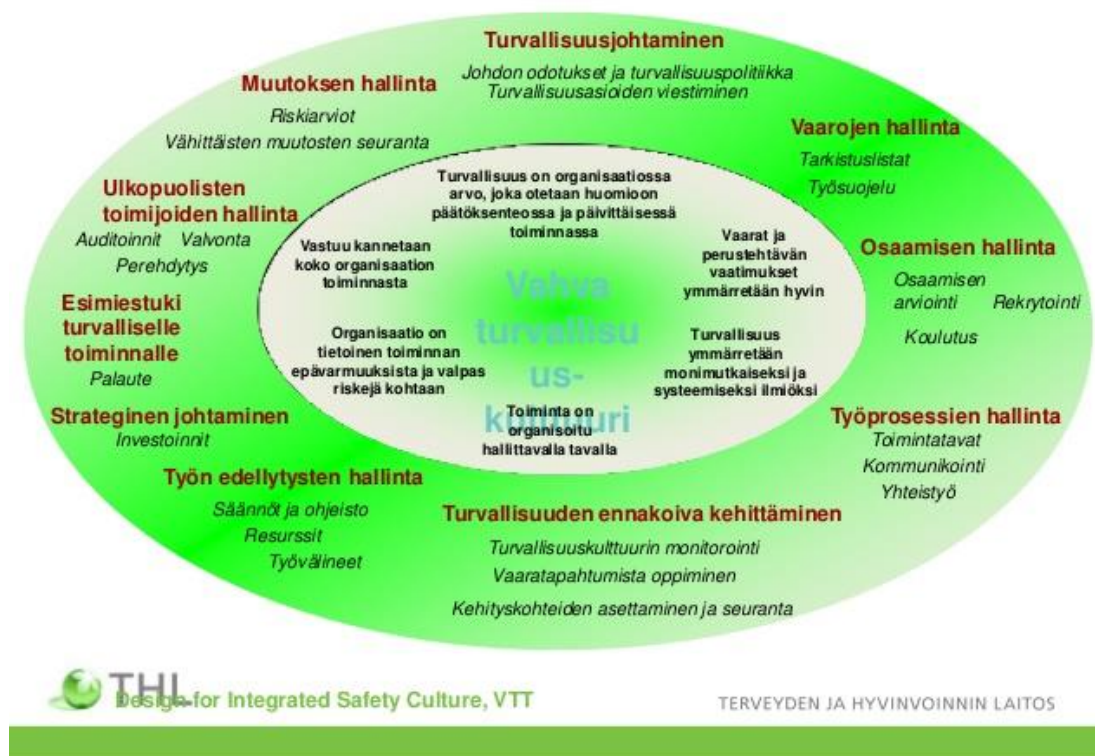 Turvallisuusjohtaminen
Johdon odotukset ja turvallisuuspolitiikka
Turvallisuusasioiden viestiminen
Muutoksen hallinta
Riskiarviot
Vähittäisten muutosten seuranta
Vaarojen hallinta
Tarkistuslistat
Työsuojelu
Ulkopuolisten
toimijoiden hallinta
Auditoinnit Valvonta
Perehdytys
Osaamisen hallinta
Osaamisen
arviointi Rekrytointi
Koulutus
Esimiestuki
turvalliselle
toiminnalle
Palaute
Strateginen johtaminen
Investoinnit
Työprosessien hallinta
Toimintatavat
Kommunikointi
Yhteistyö
Työn edellytysten hallinta
Säännöt ja ohjeisto
Resurssit
Työvälineet
Turvallisuuden ennakoiva kehittäminen
Turvallisuuskulttuurin monitorointi
Vaaratapahtumista oppiminen
Kehityskohteiden asettaminen ja seuranta
Turvallisuus on organisaatiossa
arvo, joka otetaan huomioon
päätöksenteossa ja päivittäisessä
toiminnassa
Vastuu kannetaan
koko organisaation
toiminnasta
Vaarat ja
perustehtävän
vaatimukset
ymmärretään hyvin
Organisaatio on
tietoinen toiminnan
epävarmuuksista ja valpas
riskejä kohtaan
Turvallisuus
ymmärretään
monimutkaiseksi ja
systeemiseksi ilmiöksi
Toiminta on
organisoitu
hallittavalla tavalla
Vahva
turvallisu
us-
kulttuuri
THL
Design for Integrated Safety Culture, VTT
TERVEYDEN JA HYVINVOINNIN LAITOS